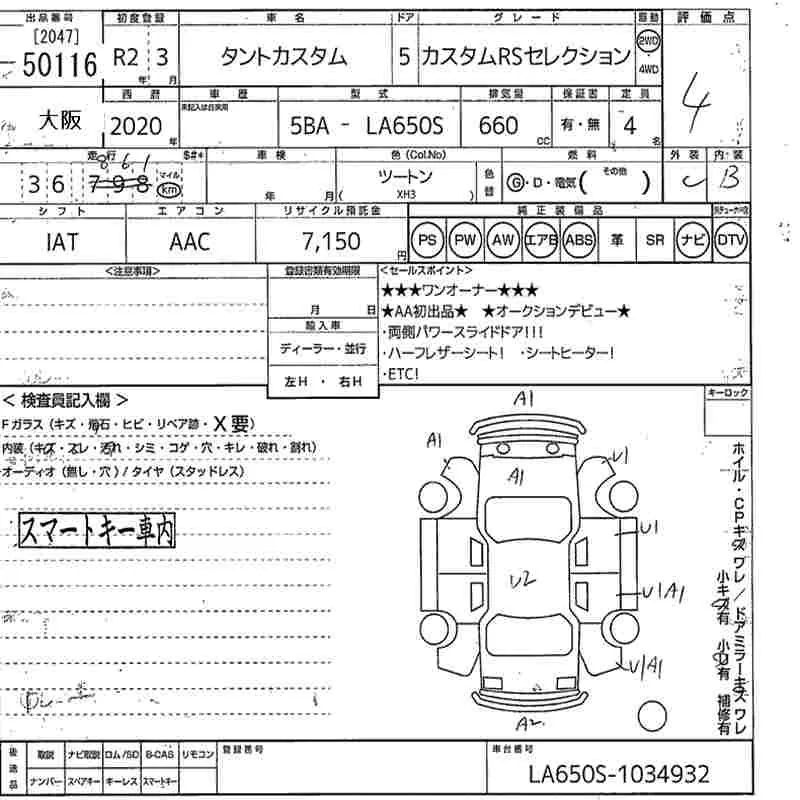 出品番号 初度登録 車名 ドア グレード 駆動 評価点
[2047]
50116 R2 3 タントカスタム 5 カスタムRSセレクション 2WD 4WD 4
年 月
西暦 車歴 型式 排気量 保証書 定員
未記入は自家用
大阪 2020 年 5BA - LA650S 660 CC 有・無 4 名
走行 $#* 車検 色(Col.No) 燃料 外装 内装
861
36 798 マイル km 年 月 ツートン 色替 G・D・電気( その他 ) C B
( XH3 )
シフト エアコン リサイクル預託金 純正装備品
IAT AAC 7,150 円 PS PW AW エアB ABS 革 SR ナビ DTV
<注意事項> 登録書類有効期限 <セールスポイント>
月 日
★★★ワンオーナー★★★
★AA初出品★ ★オークションデビュー★
輸入車
・両側パワースライドドア!!!
ディーラー・並行
・ハーフレザーシート! ・シートヒーター!
左H ・ 右H
・ETC!
キーロック
< 検査員記入欄 >
Fガラス(キズ・飛石・ヒビ・リペア跡・X要)
内装(キズ・スレ・汚れ・シミ・コゲ・穴・キレ・破れ・割れ)
オーディオ(無し・穴)/タイヤ(スタッドレス)
スマートキー車内
A1
A1 A1 U1
U1
U2
U1A1
U1A1
A2
ホイル・CPキズワレ/ドアミラーキズワレ
小キズ有 小U有 補修有
後送品 取説 ナビ取説 ロム/SD B-CAS リモコン 登録番号 車台番号
ナンバー スペアキー キーレス スマートキー LA650S-1034932